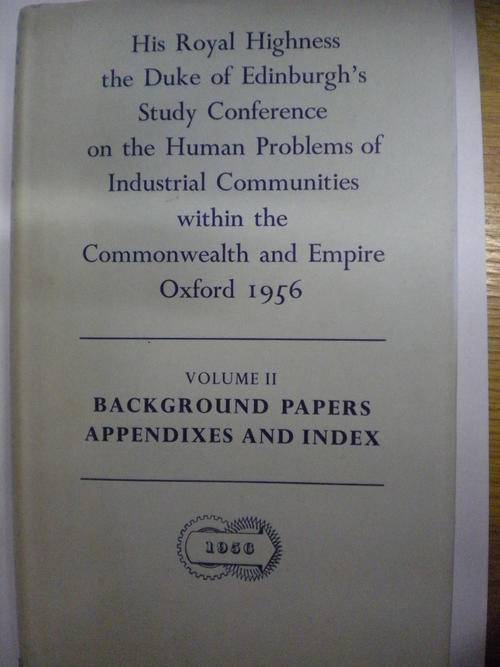 His Royal Highness
the Duke of Edinburgh's
Study Conference
on the Human Problems of
Industrial Communities
within the
Commonwealth and Empire
Oxford 1956
VOLUME II
BACKGROUND PAPERS
APPENDIXES AND INDEX
1956